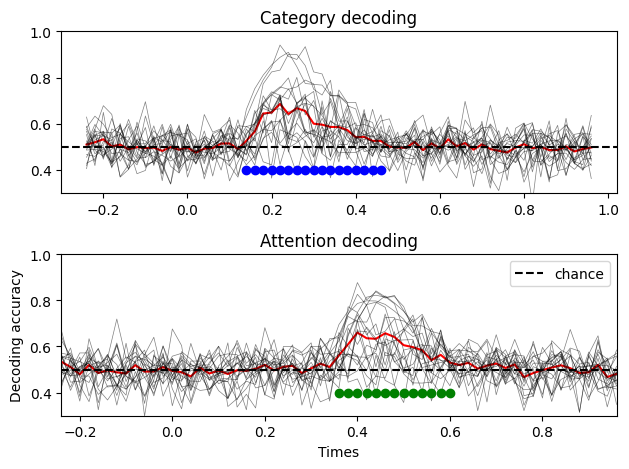 Category decoding
1.0
0.8
0.6
0.4
−0.2 0.0 0.2 0.4 0.6 0.8 1.0
Attention decoding
1.0
0.8
0.6
0.4
chance
Decoding accuracy
−0.2 0.0 0.2 0.4 0.6 0.8
Times